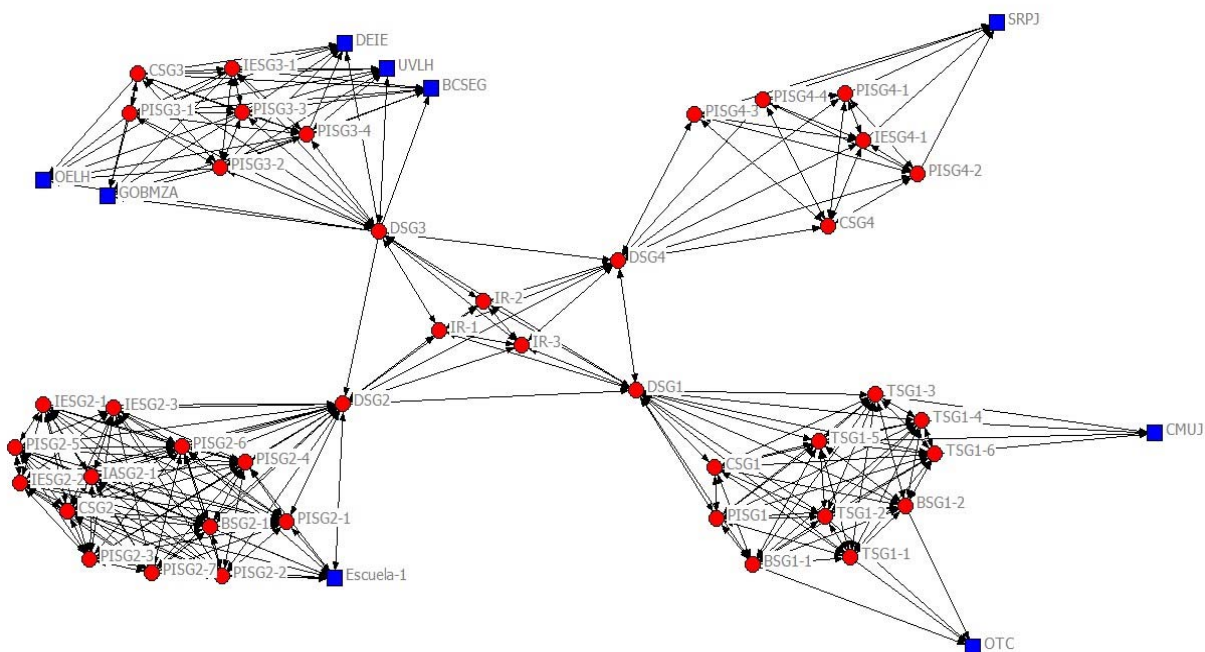 SRPJ
DEIE
UVLH
BCSEG
CSG3
IESG3-1
PISG3-1
PISG3-3
PISG3-4
PISG3-2
OELH
GOBMZA
PISG4-1
PISG4-4
PISG4-3
IESG4-1
PISG4-2
CSG4
DSG3
DSG4
IR-2
IR-1
IR-3
DSG2
DSG1
IESG2-1
IESG2-3
PISG2-5
PISG2-6
PISG2-4
IESG2-2
IASG2-1
CSG2
BSG2-1
PISG2-1
PISG2-3
PISG2-7
PISG2-2
Escuela-1
TSG1-3
TSG1-4
CMUJ
TSG1-5
TSG1-6
CSG1
BSG1-2
PISG1
TSG1-2
BSG1-1
TSG1-1
OTC